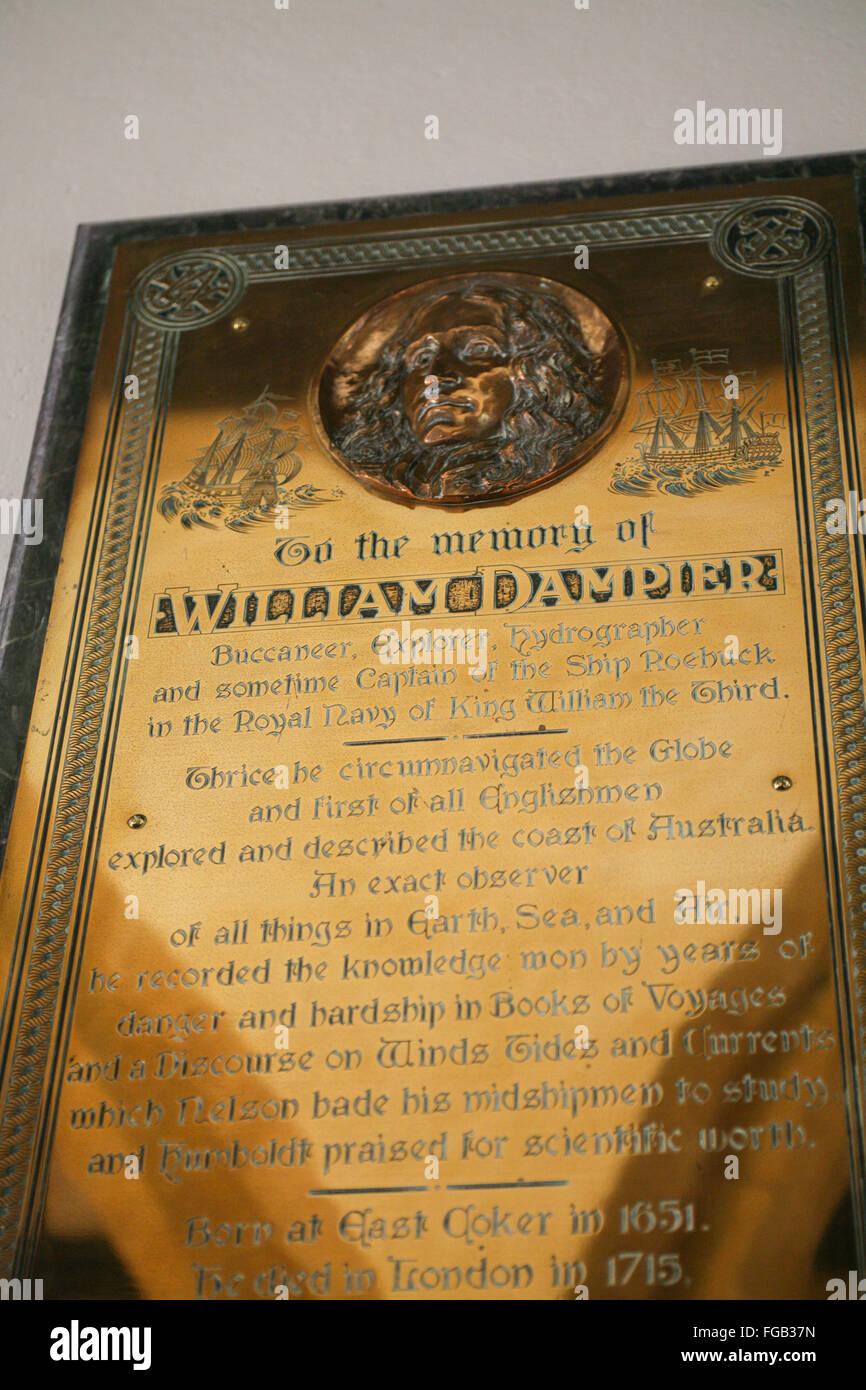 To the memory of
WILLIAM DAMPIER
Buccaneer, Explorer, Hydrographer
and sometime Captain of the Ship Roebuck
in the Royal Navy of King William the Third.
Thrice he circumnavigated the Globe
and first of all Englishmen
explored and described the coast of Australia.
An exact observer
of all things in Earth, Sea, and Air,
he recorded the knowledge won by years of
danger and hardship in Books of Voyages
and a Discourse on Winds Tides and Currents
which Nelson bade his midshipmen to study,
and Humboldt praised for scientific worth.
Born at East Coker in 1651.
He died in London in 1715.
alamy stock photo
FGB37N
www.alamy.com